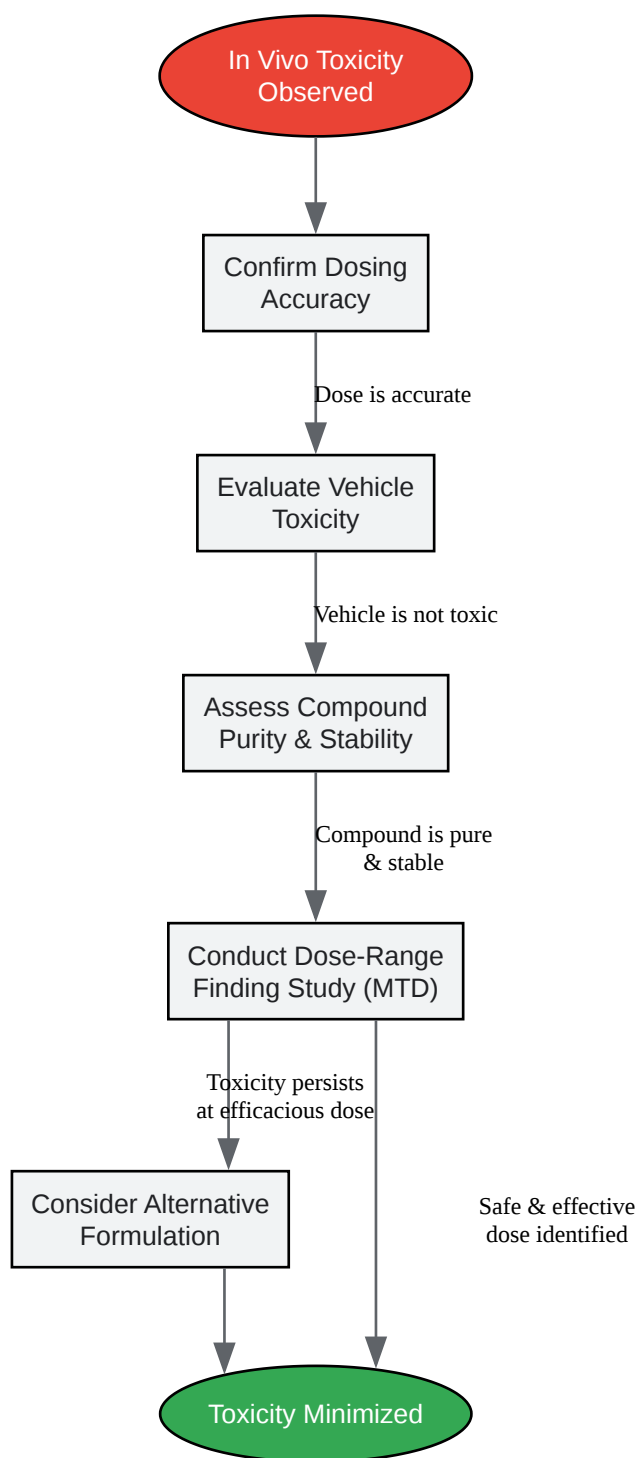 In Vivo Toxicity
Observed
Confirm Dosing
Accuracy
Dose is accurate
Evaluate Vehicle
Toxicity
Vehicle is not toxic
Assess Compound
Purity & Stability
Compound is pure
& stable
Conduct Dose-Range
Finding Study (MTD)
Toxicity persists
at efficacious dose
Consider Alternative
Formulation
Safe & effective
dose identified
Toxicity Minimized